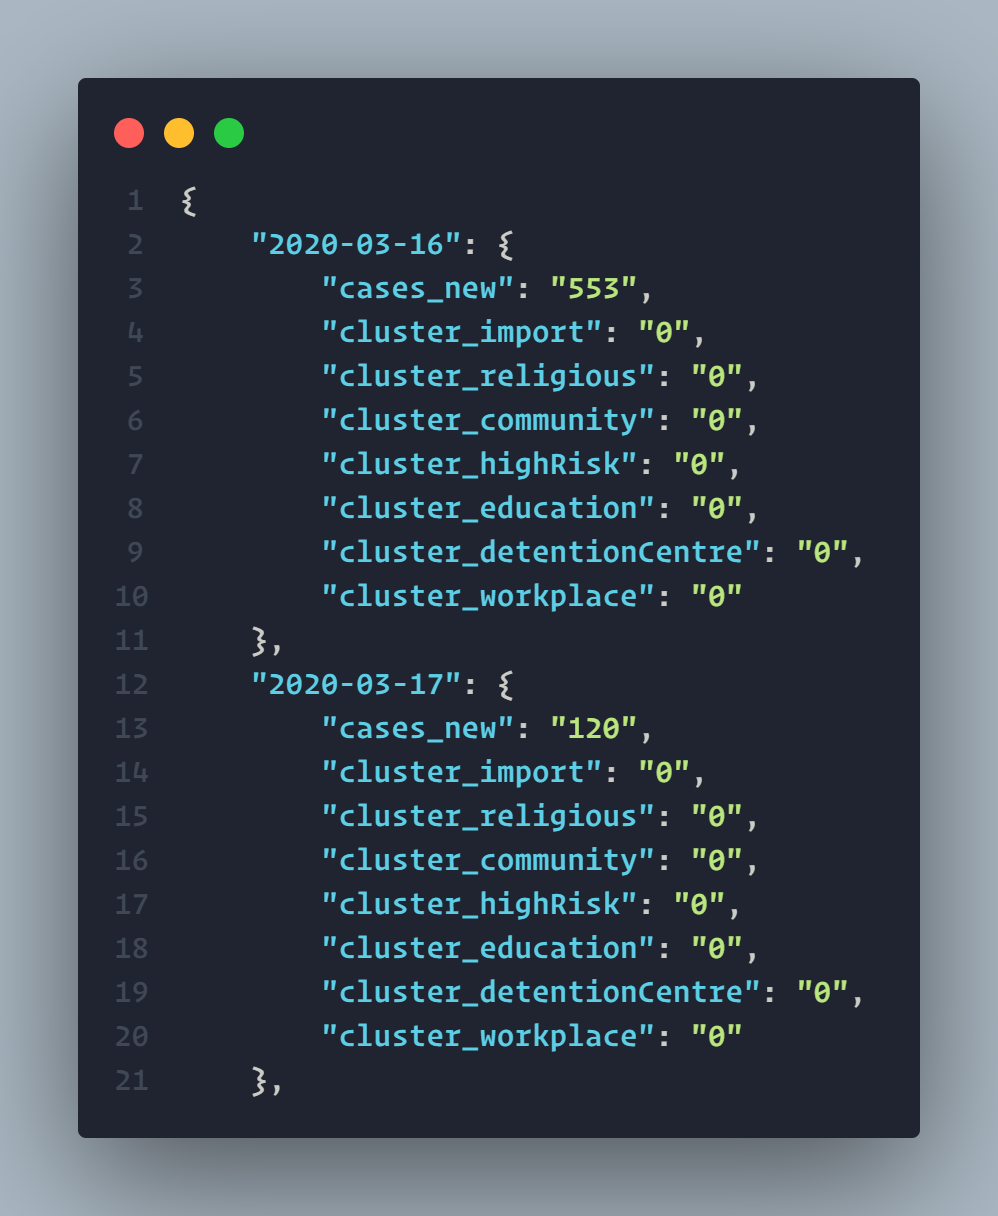 1 {
2 "2020-03-16": {
3 "cases_new": "553",
4 "cluster_import": "0",
5 "cluster_religious": "0",
6 "cluster_community": "0",
7 "cluster_highRisk": "0",
8 "cluster_education": "0",
9 "cluster_detentionCentre": "0",
10 "cluster_workplace": "0"
11 },
12 "2020-03-17": {
13 "cases_new": "120",
14 "cluster_import": "0",
15 "cluster_religious": "0",
16 "cluster_community": "0",
17 "cluster_highRisk": "0",
18 "cluster_education": "0",
19 "cluster_detentionCentre": "0",
20 "cluster_workplace": "0"
21 },